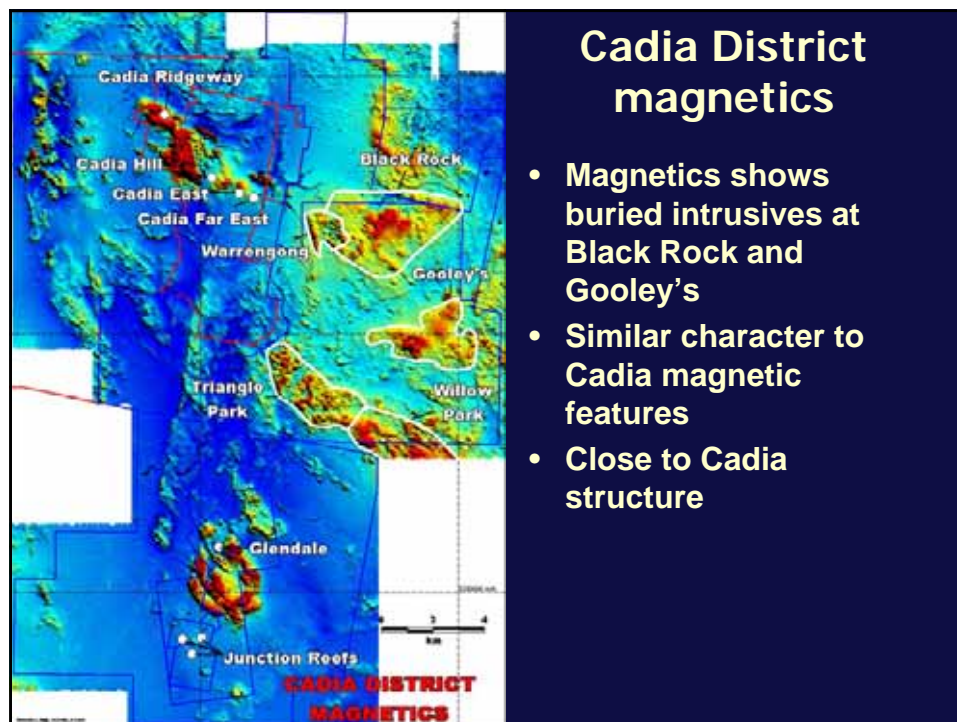 Cadia District
magnetics
• Magnetics shows
buried intrusives at
Black Rock and
Gooley's
• Similar character to
Cadia magnetic
features
• Close to Cadia
structure
Cadia Ridgeway
Black Rock
Cadia Hill
Cadia East
Cadia Far East
Warrengong
Gooley's
Triangle
Park
Willow
Park
Glendale
km
Junction Reefs
CADIA DISTRICT
MAGNETICS